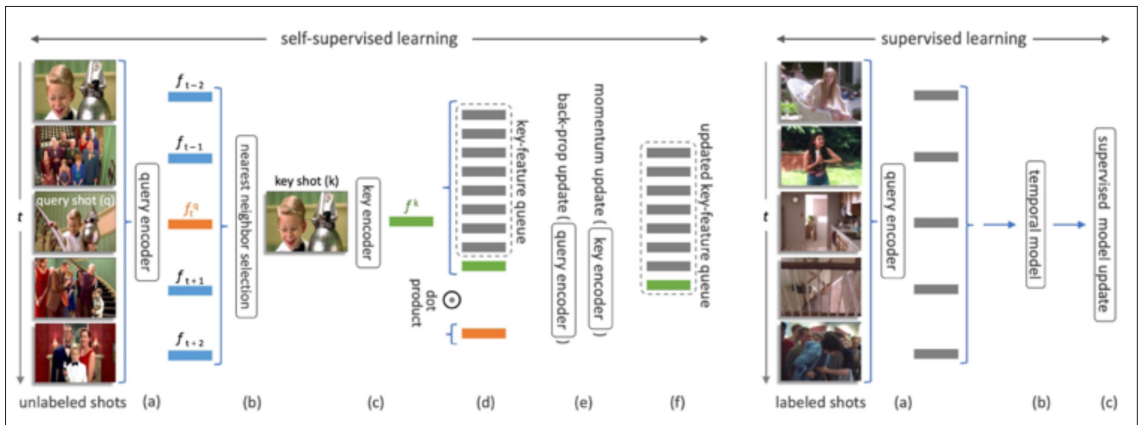 self-supervised learning
t
unlabeled shots
query shot (q)
query encoder
(a)
f t−2
f t−1
f t q
f t+1
f t+2
nearest neighbor selection
(b)
key shot (k)
key encoder
(c)
f k
key-feature queue
dot
product
(d)
back-prop update ( query encoder )
momentum update ( key encoder )
(e)
updated key-feature queue
(f)
supervised learning
t
labeled shots
query encoder
(a)
temporal model
(b)
supervised model update
(c)